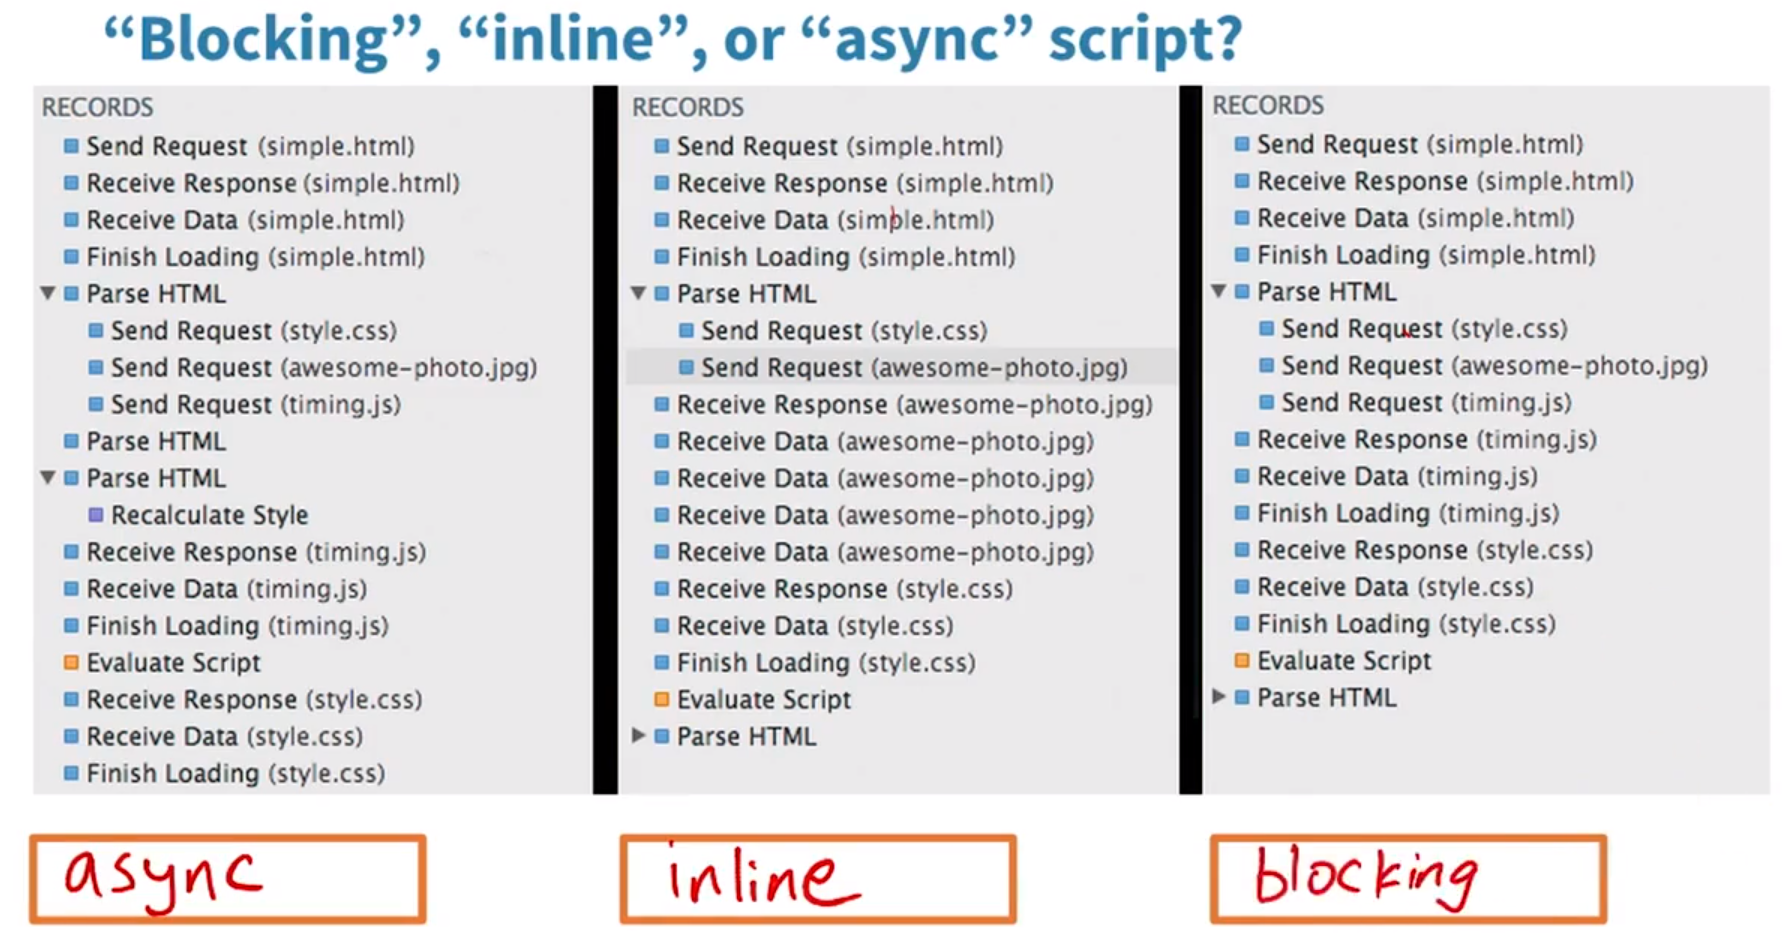 “Blocking”, “inline”, or “async” script?
RECORDS
Send Request (simple.html)
Receive Response (simple.html)
Receive Data (simple.html)
Finish Loading (simple.html)
Parse HTML
Send Request (style.css)
Send Request (awesome-photo.jpg)
Send Request (timing.js)
Parse HTML
Parse HTML
Recalculate Style
Receive Response (timing.js)
Receive Data (timing.js)
Finish Loading (timing.js)
Evaluate Script
Receive Response (style.css)
Receive Data (style.css)
Finish Loading (style.css)
async
RECORDS
Send Request (simple.html)
Receive Response (simple.html)
Receive Data (simple.html)
Finish Loading (simple.html)
Parse HTML
Send Request (style.css)
Send Request (awesome-photo.jpg)
Receive Response (awesome-photo.jpg)
Receive Data (awesome-photo.jpg)
Receive Data (awesome-photo.jpg)
Receive Data (awesome-photo.jpg)
Receive Data (awesome-photo.jpg)
Receive Response (style.css)
Receive Data (style.css)
Finish Loading (style.css)
Evaluate Script
Parse HTML
inline
RECORDS
Send Request (simple.html)
Receive Response (simple.html)
Receive Data (simple.html)
Finish Loading (simple.html)
Parse HTML
Send Request (style.css)
Send Request (awesome-photo.jpg)
Send Request (timing.js)
Receive Response (timing.js)
Receive Data (timing.js)
Finish Loading (timing.js)
Receive Response (style.css)
Receive Data (style.css)
Finish Loading (style.css)
Evaluate Script
Parse HTML
blocking